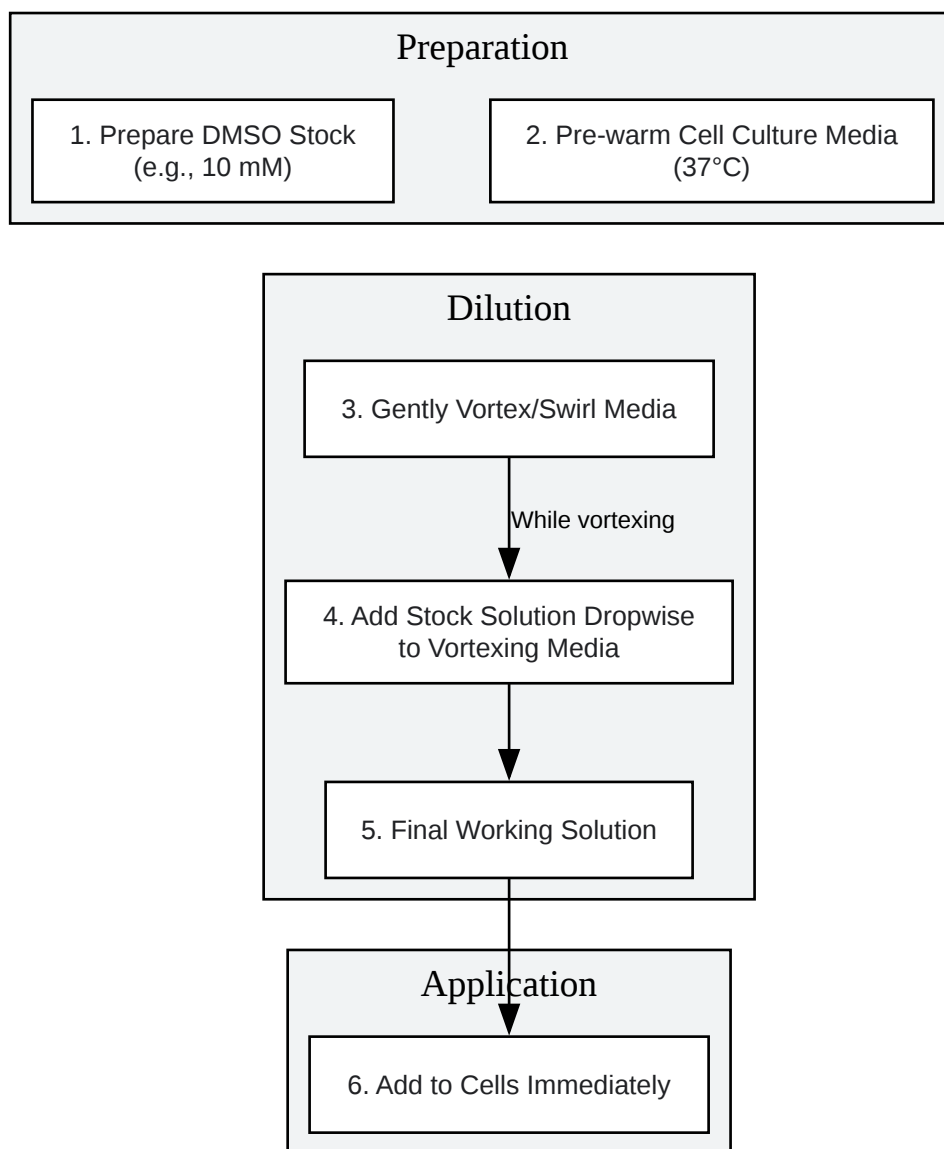 Preparation
1. Prepare DMSO Stock
(e.g., 10 mM)
2. Pre-warm Cell Culture Media
(37°C)
Dilution
3. Gently Vortex/Swirl Media
While vortexing
4. Add Stock Solution Dropwise
to Vortexing Media
5. Final Working Solution
Application
6. Add to Cells Immediately